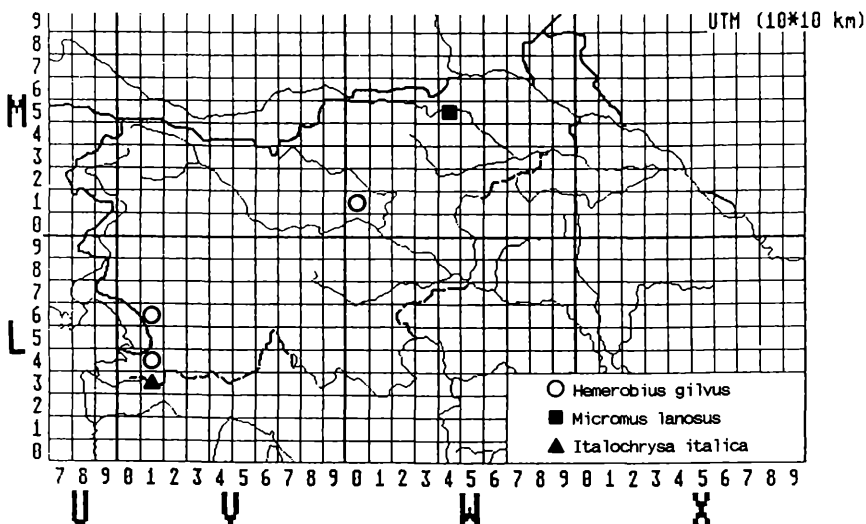 UTM (10*10 km)
9
8
7
6
M 5
4
3
2
1
0
9
8
7
6
L 5
4
3
2
1
0
Hemerobius gilvus
Micromus lanosus
Italochrysa italica
7 8 9 0 1 2 3 4 5 6 7 8 9 0 1 2 3 4 5 6 7 8 9 0 1 2 3 4 5 6 7 8 9
U V W X